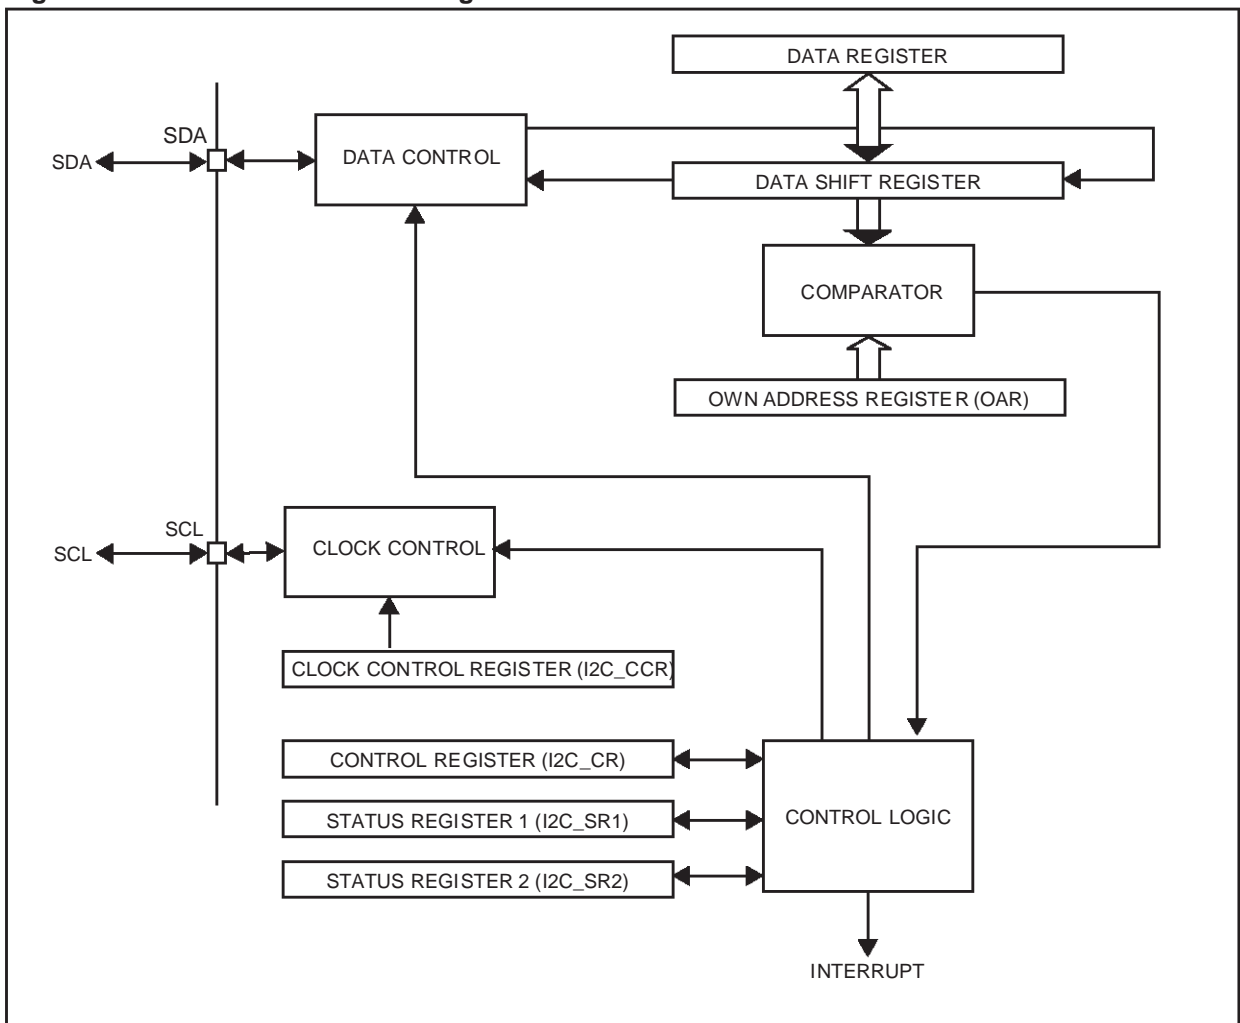 DATA REGISTER
SDA
SDA
DATA CONTROL
DATA SHIFT REGISTER
COMPARATOR
OWN ADDRESS REGISTER (OAR)
SCL
SCL
CLOCK CONTROL
CLOCK CONTROL REGISTER (I2C_CCR)
CONTROL REGISTER (I2C_CR)
STATUS REGISTER 1 (I2C_SR1)
CONTROL LOGIC
STATUS REGISTER 2 (I2C_SR2)
INTERRUPT